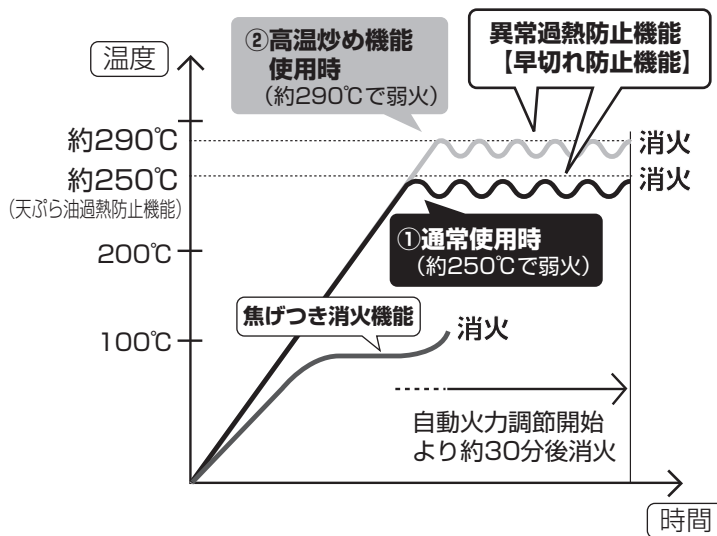 温度
②高温炒め機能
使用時
（約290℃で弱火）
異常過熱防止機能
【早切れ防止機能】
約290℃
消火
約250℃
（天ぷら油過熱防止機能）
消火
①通常使用時
（約250℃で弱火）
200℃
焦げつき消火機能
消火
100℃
自動火力調節開始
より約30分後消火
時間